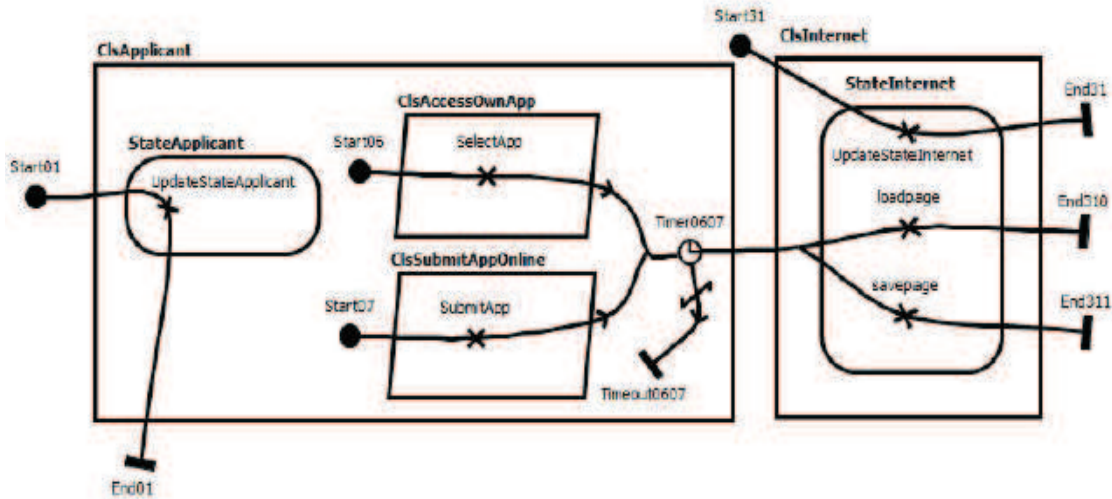 Start31
ClsInternet
ClsApplicant
StateInternet
End31
ClsAccessOwnApp
StateApplicant
Start06
SelectApp
UpdateStateInternet
Start01
UpdateStateApplicant
loadpage
End310
Timer0607
ClsSubmitAppOnline
savepage
Start07
SubmitApp
End311
Timeout0607
End01